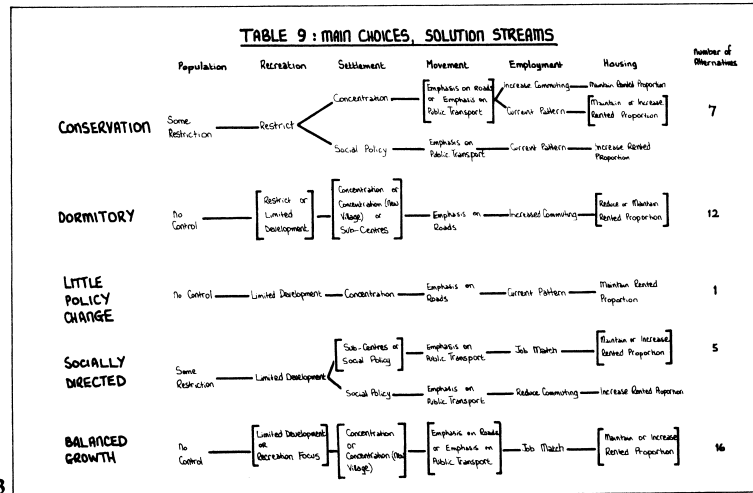 TABLE 9 : MAIN CHOICES, SOLUTION STREAMS
Population Recreation Settlement Movement Employment Housing Number of Alternatives
CONSERVATION
Some Restriction
Restrict
Concentration
Emphasis on Roads
or Emphasis on
Public Transport
Increase Commuting
Maintain Rented Proportion
Current Pattern
Maintain or Increase
Rented Proportion
7
Social Policy
Emphasis on
Public Transport
Current Pattern
Increase Rented
Proportion
DORMITORY
No
Control
Restrict or
Limited
Development
Concentration or
Concentration (New
Village) or
Sub-Centres
Emphasis on
Roads
Increased Commuting
Reduce or Maintain
Rented Proportion
12
LITTLE
POLICY
CHANGE
No Control
Limited Development
Concentration
Emphasis on
Roads
Current Pattern
Maintain Rented
Proportion
1
SOCIALLY
DIRECTED
Some
Restriction
Limited Development
Sub-Centres or
Social Policy
Emphasis on
Public Transport
Job Match
Maintain or Increase
Rented Proportion
5
Social Policy
Emphasis on
Public Transport
Reduce Commuting
Increase Rented Proportion
BALANCED
GROWTH
No
Control
Limited Development
or
Recreation Focus
Concentration
or
Concentration (New
Village)
Emphasis on Roads
or Emphasis on
Public Transport
Job Match
Maintain or Increase
Rented Proportion
16